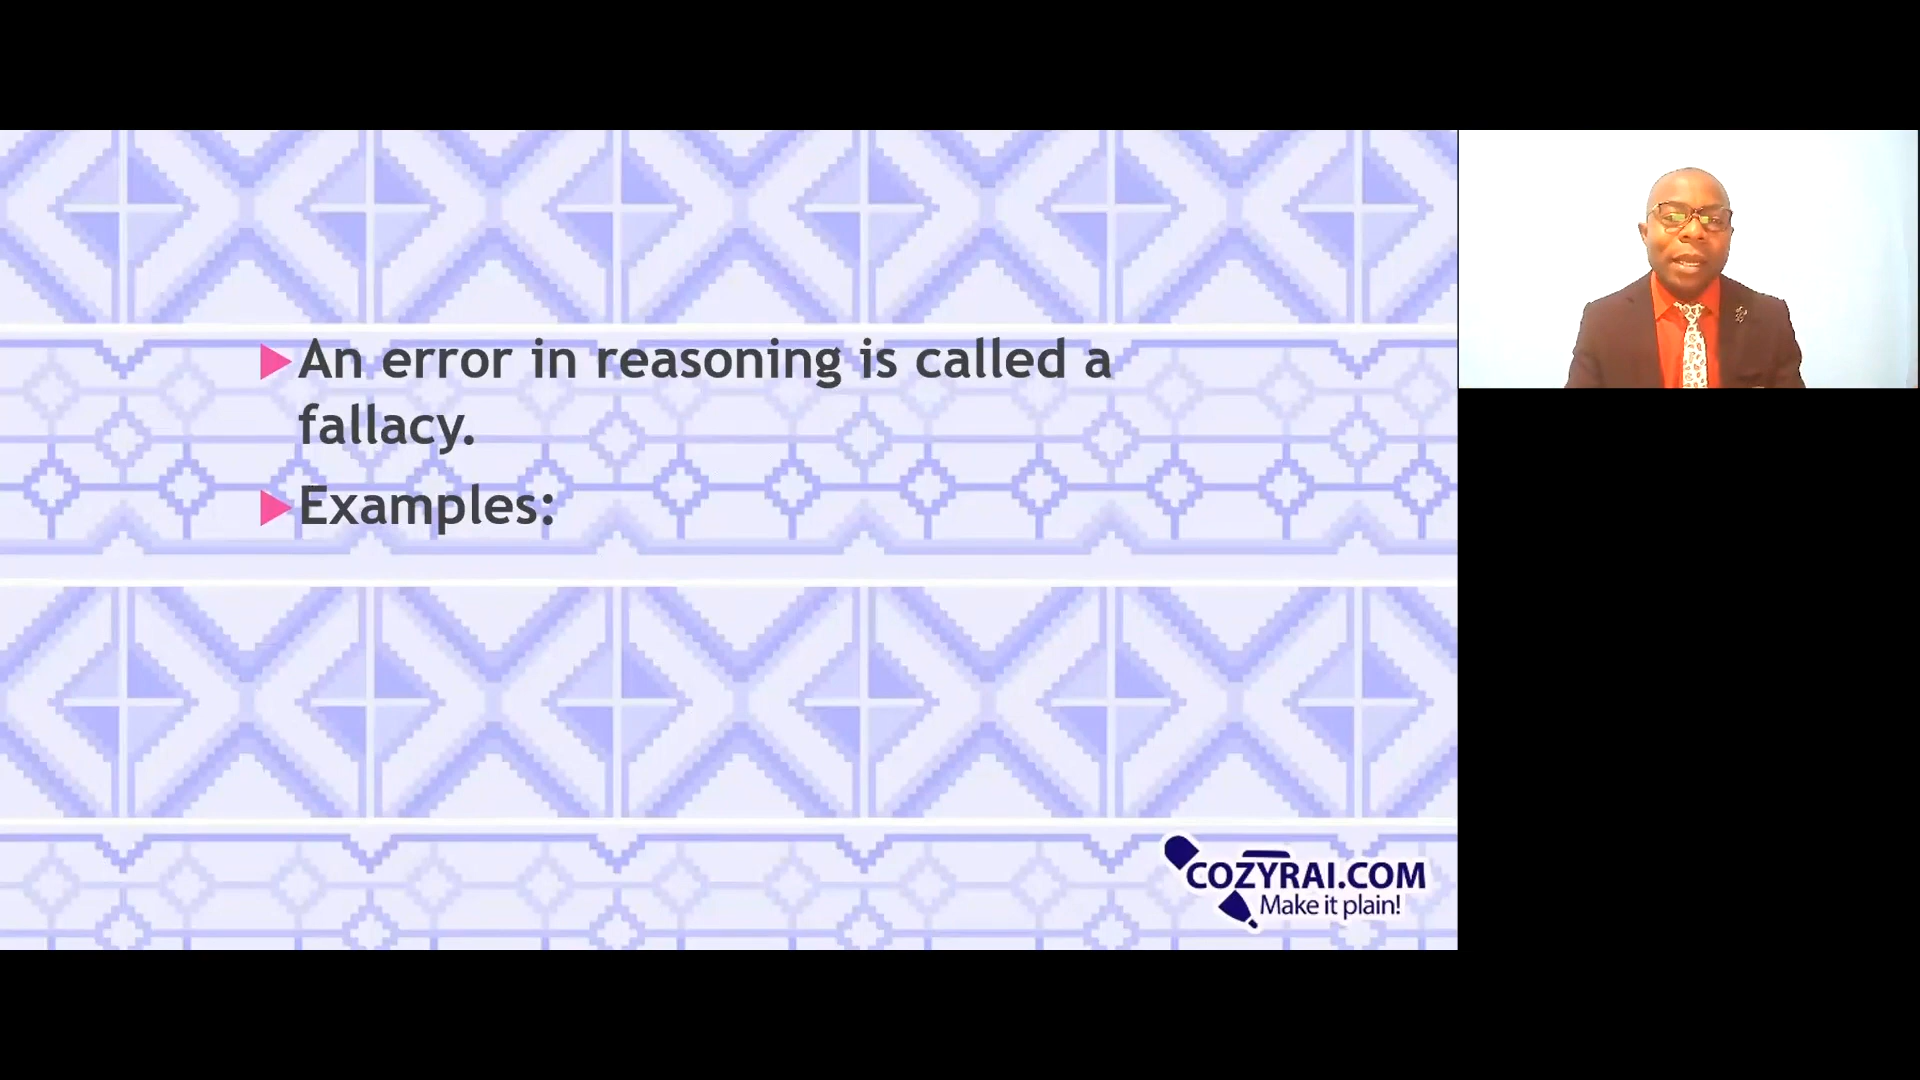 An error in reasoning is called a
fallacy.
Examples:
COZYRAI.COM
Make it plain!